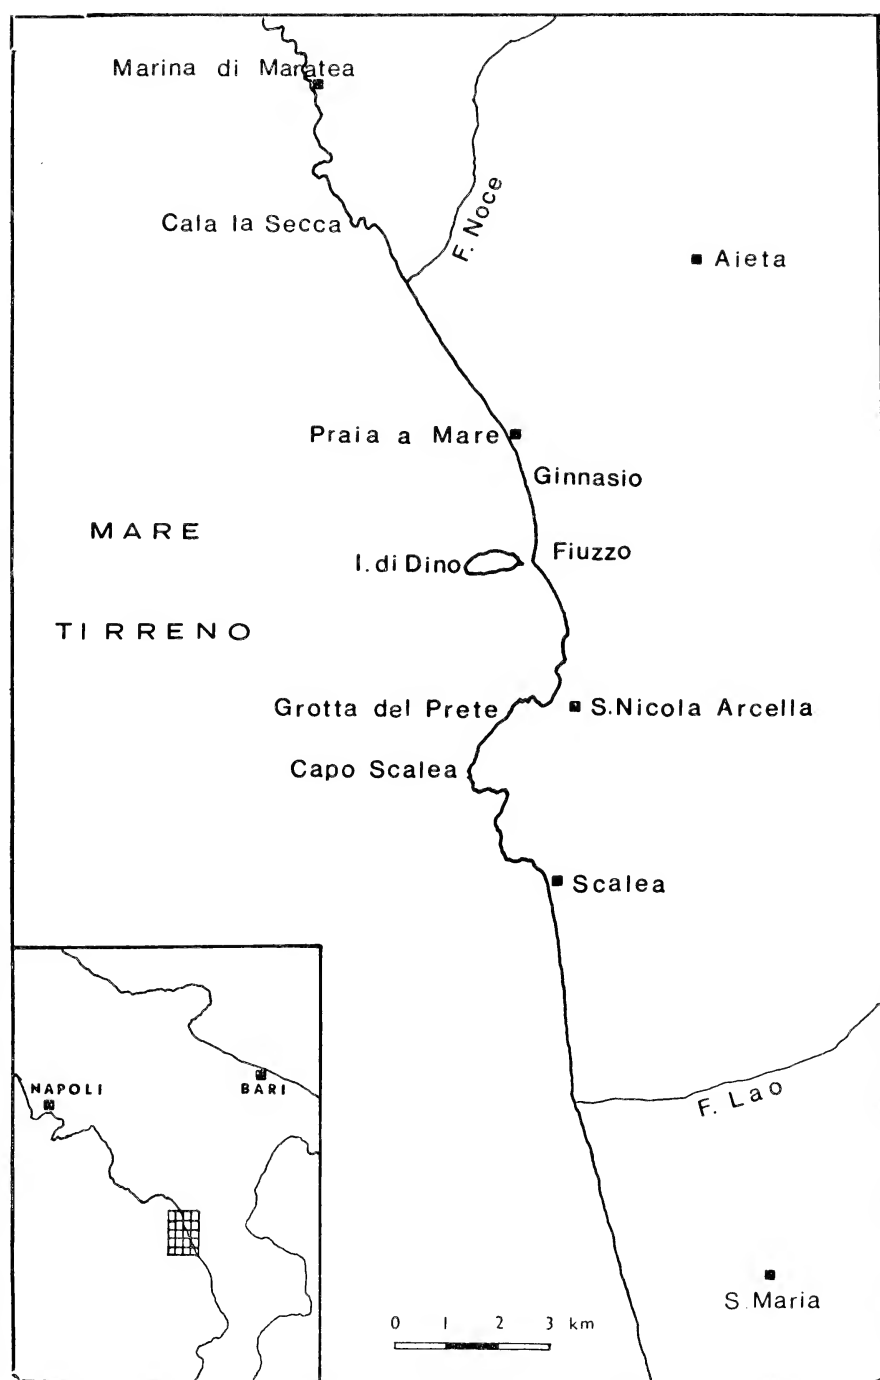 Marina di Maratea
Cala la Secca
F. Noce
Aieta
Praia a Mare
Ginnasio
MARE
I. di Dino
Fiuzzo
TIRRENO
Grotta del Prete
S. Nicola Arcella
Capo Scalea
Scalea
NAPOLI
BARI
F. Lao
S. Maria
0 1 2 3 km